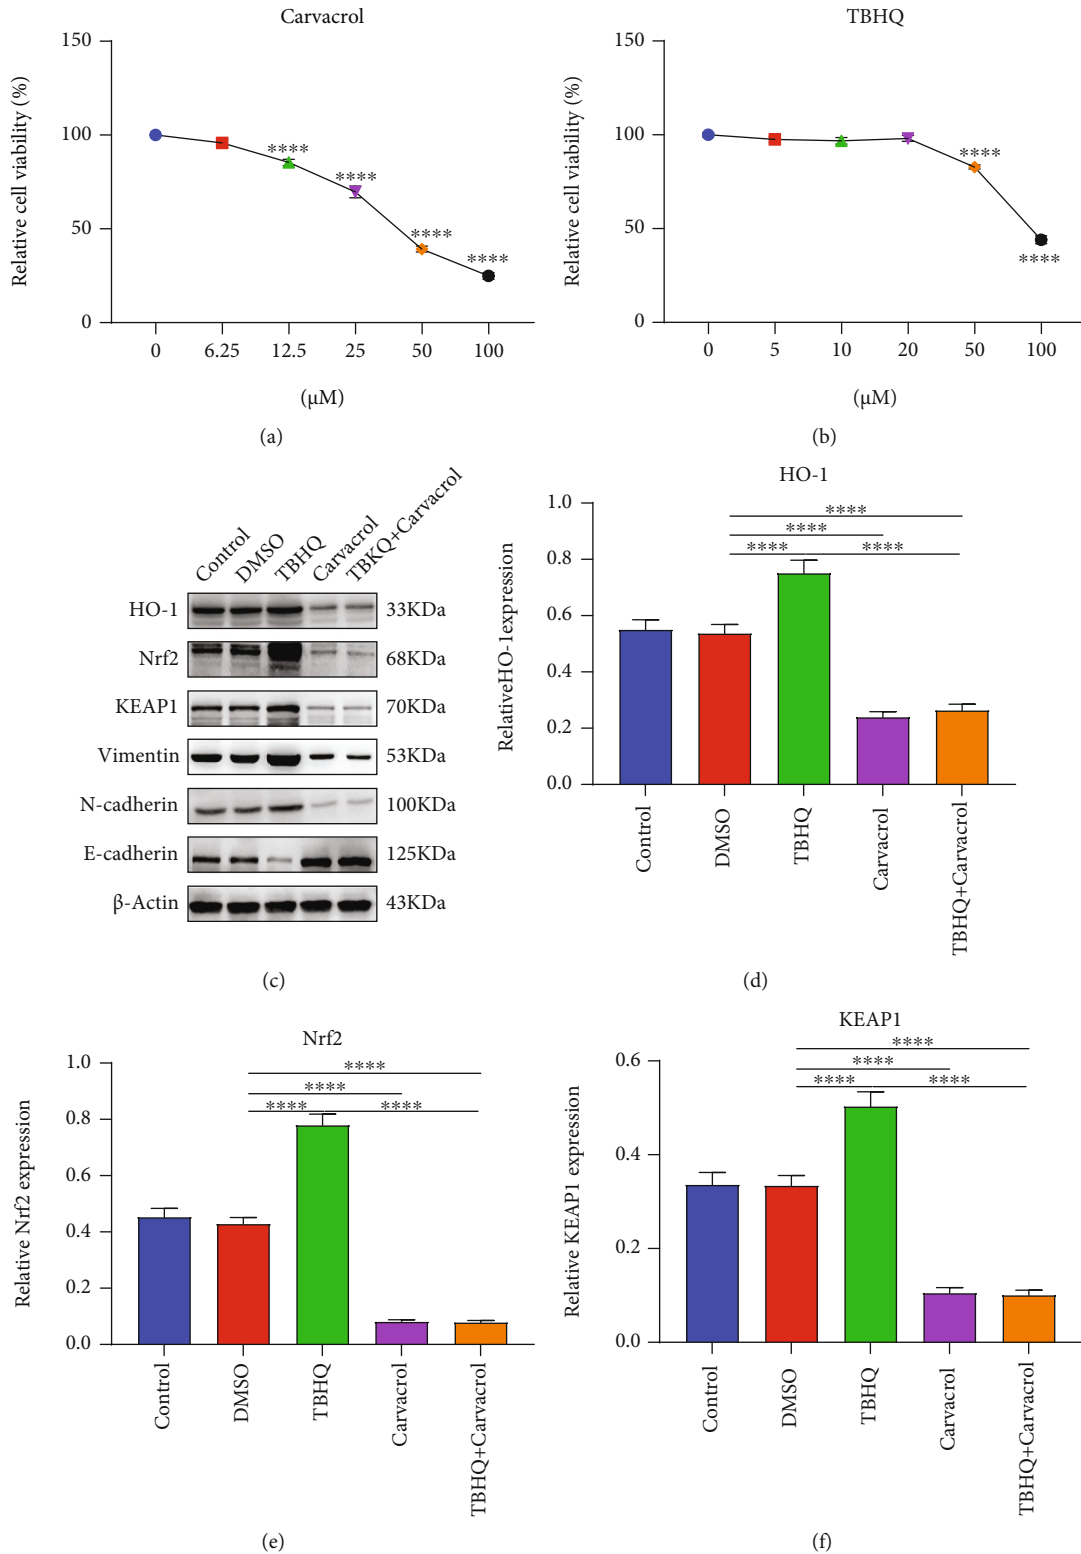 Carvacrol
Relative cell viability (%)
150
100
50
0
****
****
****
****
0 6.25 12.5 25 50 100
(μM)
(a)
TBHQ
Relative cell viability (%)
150
100
50
0
****
****
0 5 10 20 50 100
(μM)
(b)
Control DMSO TBHQ Carvacrol TBKQ+Carvacrol
HO-1 33KDa
Nrf2 68KDa
KEAP1 70KDa
Vimentin 53KDa
N-cadherin 100KDa
E-cadherin 125KDa
β-Actin 43KDa
(c)
HO-1
RelativeHO-1expression
1.0
0.8
0.6
0.4
0.2
0.0
****
****
**** ****
Control DMSO TBHQ Carvacrol TBHQ+Carvacrol
(d)
Nrf2
Relative Nrf2 expression
1.0
0.8
0.6
0.4
0.2
0.0
****
****
**** ****
Control DMSO TBHQ Carvacrol TBHQ+Carvacrol
(e)
KEAP1
Relative KEAP1 expression
0.6
0.4
0.2
0.0
****
****
**** ****
Control DMSO TBHQ Carvacrol TBHQ+Carvacrol
(f)